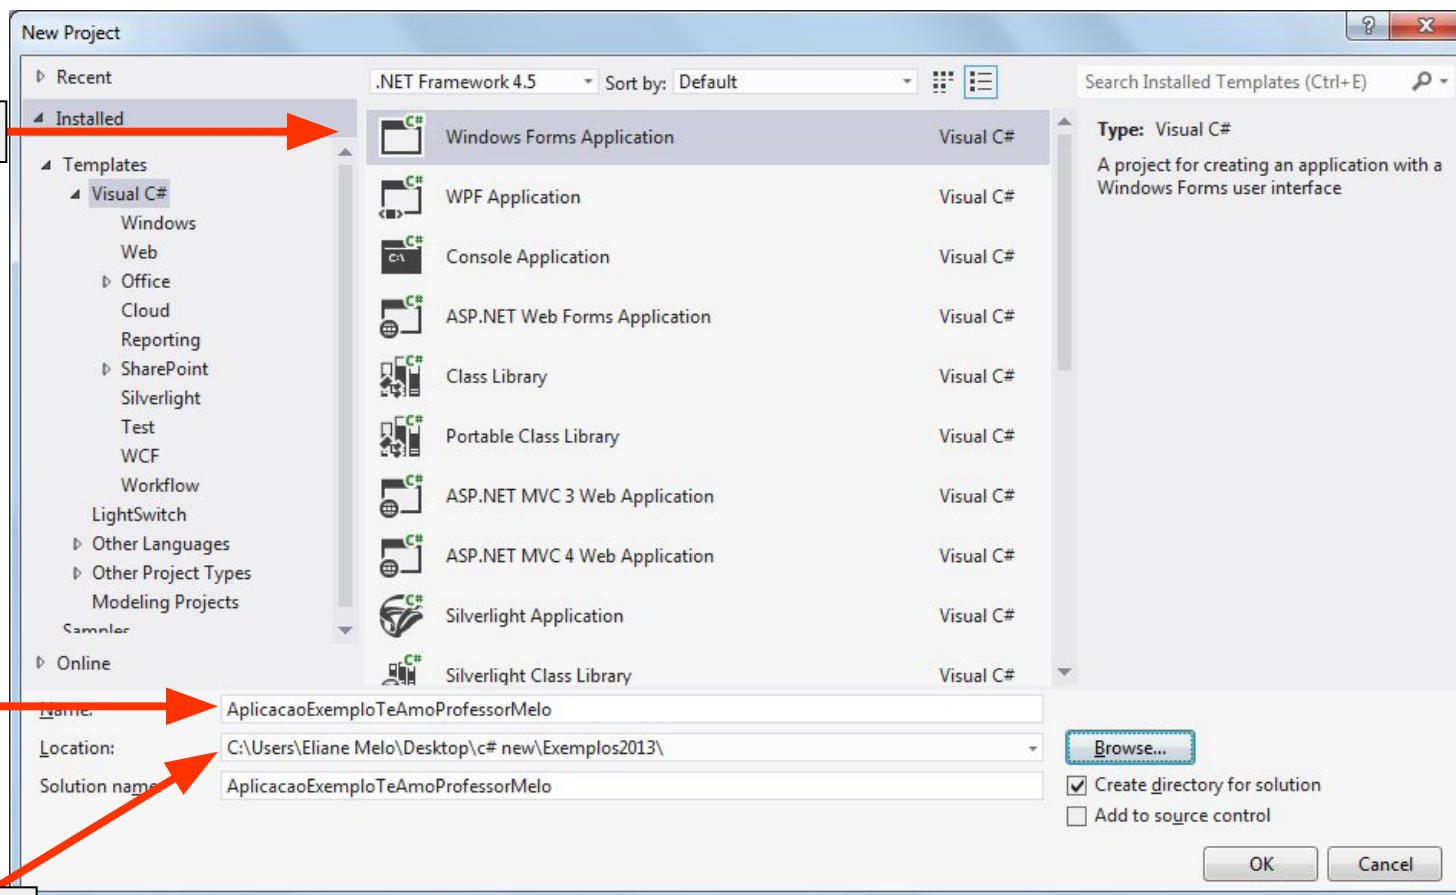 New Project
Recent
.NET Framework 4.5 Sort by: Default
Search Installed Templates (Ctrl+E)
Installed
Templates
Visual C#
Windows
Web
Office
Cloud
Reporting
SharePoint
Silverlight
Test
WCF
Workflow
LightSwitch
Other Languages
Other Project Types
Modeling Projects
Samples
Online
Windows Forms Application Visual C#
WPF Application Visual C#
Console Application Visual C#
ASP.NET Web Forms Application Visual C#
Class Library Visual C#
Portable Class Library Visual C#
ASP.NET MVC 3 Web Application Visual C#
ASP.NET MVC 4 Web Application Visual C#
Silverlight Application Visual C#
Silverlight Class Library Visual C#
Type: Visual C#
A project for creating an application with a
Windows Forms user interface
Name: AplicacaoExemploTeAmoProfessorMelo
Location: C:\Users\Eliane Melo\Desktop\c# new\Exemplos2013\
Browse...
Solution name: AplicacaoExemploTeAmoProfessorMelo
Create directory for solution
Add to source control
OK Cancel